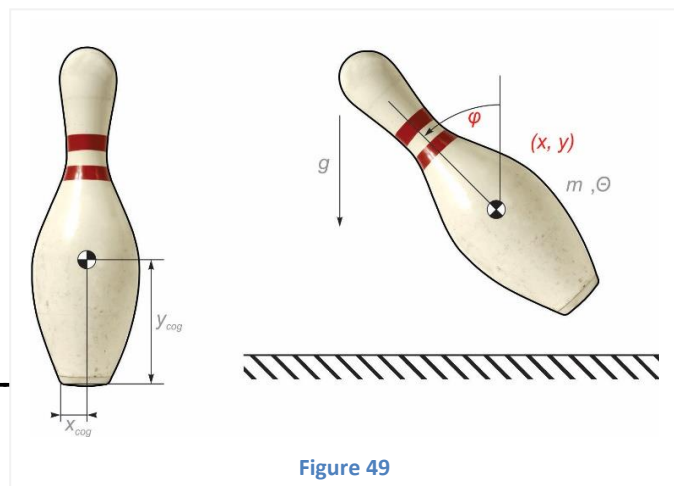 φ
(x, y)
g
m ,Θ
y_cog
x_cog
Figure 49